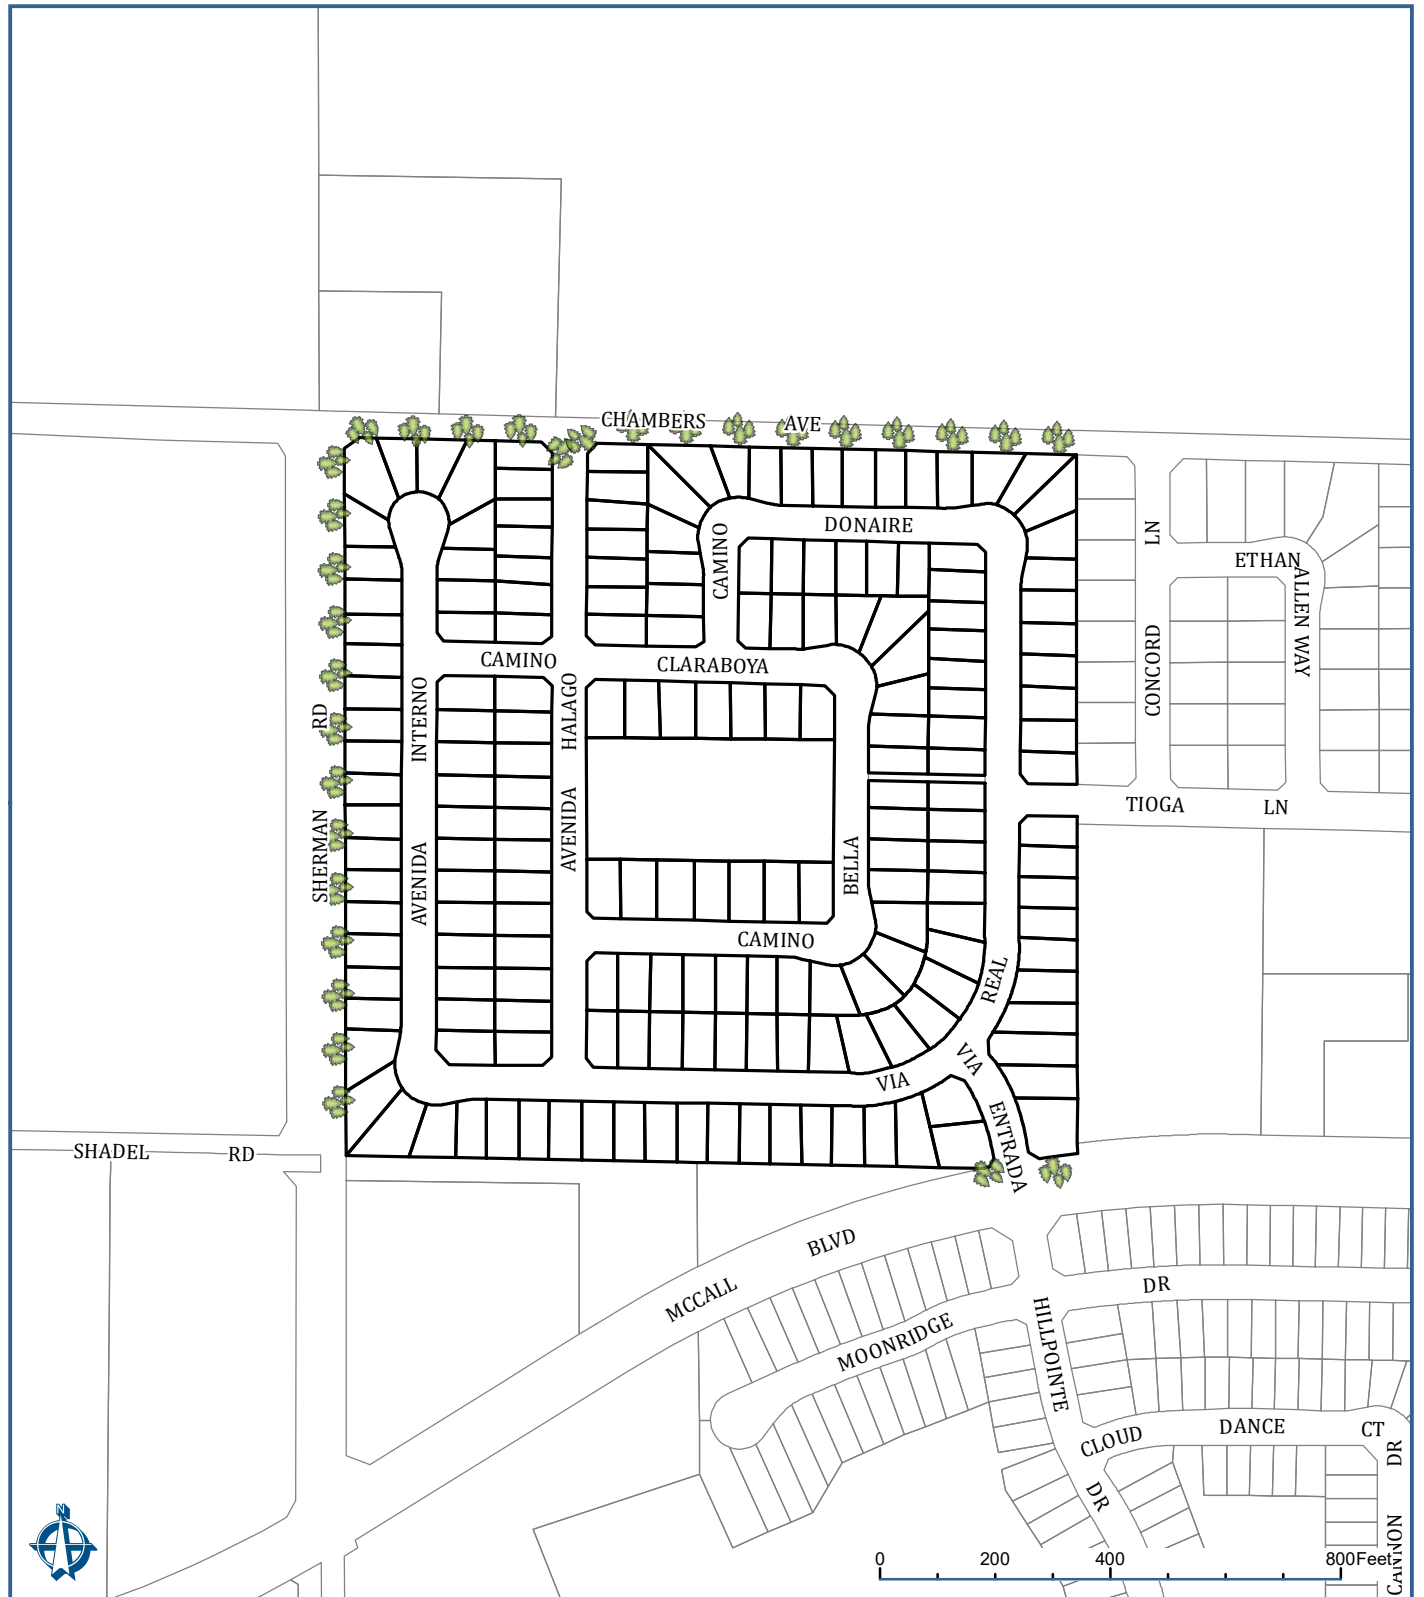 CHAMBERS AVE
CAMINO DONAIRE
LN
ETHAN
ALLEN WAY
CAMINO CLARABOYA
CONCORD
INTERNO
HALAGO
RD
TIOGA LN
AVENIDA
SHERMAN
AVENIDA
BELLA
CAMINO
REAL
VIA
VIA
ENTRADA
SHADEL RD
MCCALL BLVD
MOONRIDGE
DR
HILLPOINTE
CLOUD DANCE CT
DR
DR
CANNON
N
0 200 400 800Feet